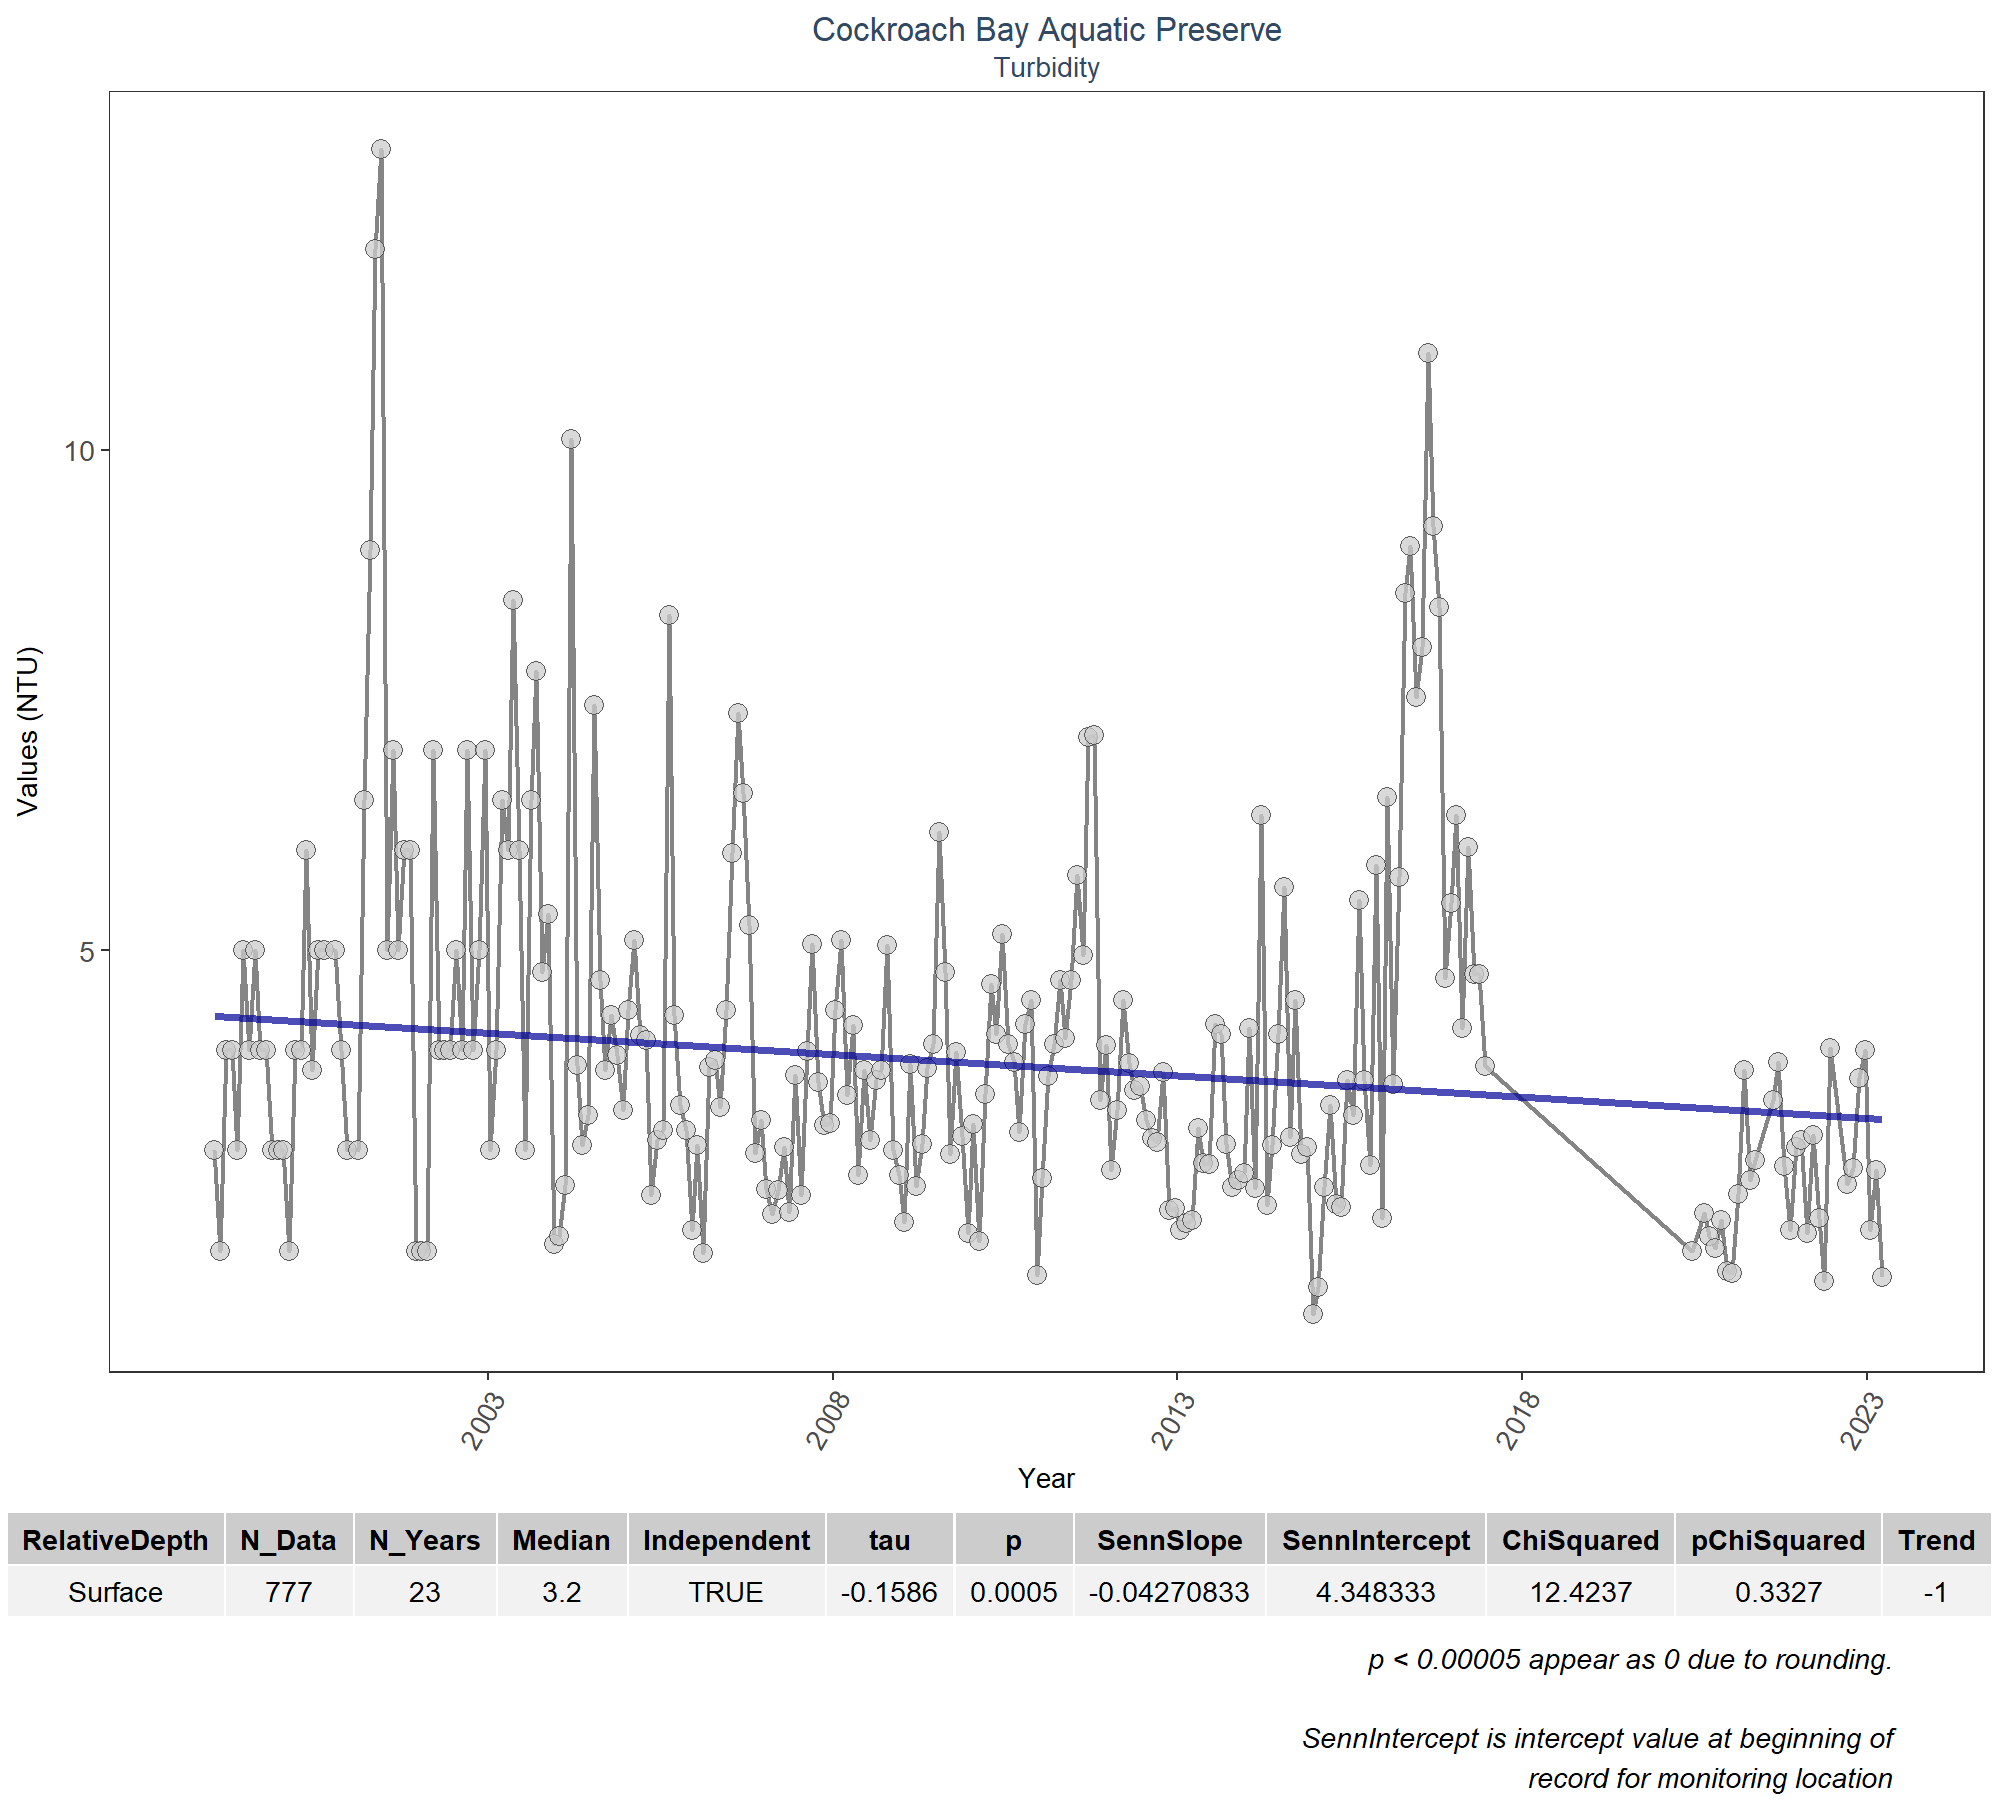 Cockroach Bay Aquatic Preserve
Turbidity
Values (NTU)
10
5
2003 2008 2013 2018 2023
Year
RelativeDepth N_Data N_Years Median Independent tau p SennSlope SennIntercept ChiSquared pChiSquared Trend
Surface 777 23 3.2 TRUE -0.1586 0.0005 -0.04270833 4.348333 12.4237 0.3327 -1
p < 0.00005 appear as 0 due to rounding.
SennIntercept is intercept value at beginning of
record for monitoring location